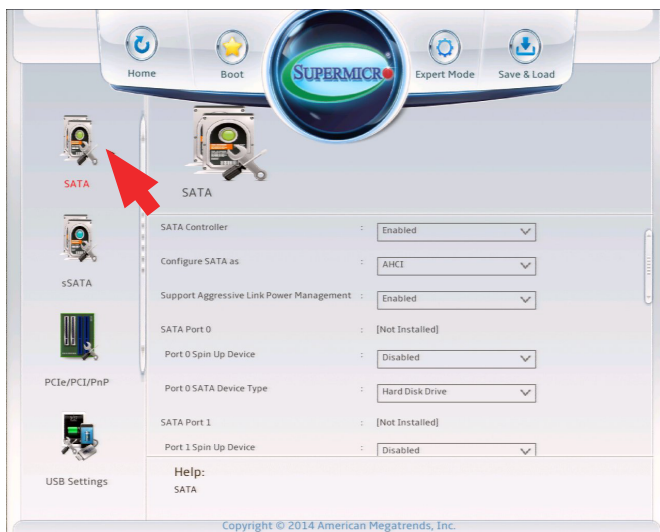 Home
Boot
SUPERMICR
Expert Mode
Save & Load
SATA
sSATA
PCIe/PCI/PnP
USB Settings
SATA
SATA Controller : Enabled
Configure SATA as : AHCI
Support Aggressive Link Power Management : Enabled
SATA Port 0 : [Not Installed]
Port 0 Spin Up Device : Disabled
Port 0 SATA Device Type : Hard Disk Drive
SATA Port 1 : [Not Installed]
Port 1 Spin Up Device : Disabled
Help:
SATA
Copyright © 2014 American Megatrends, Inc.